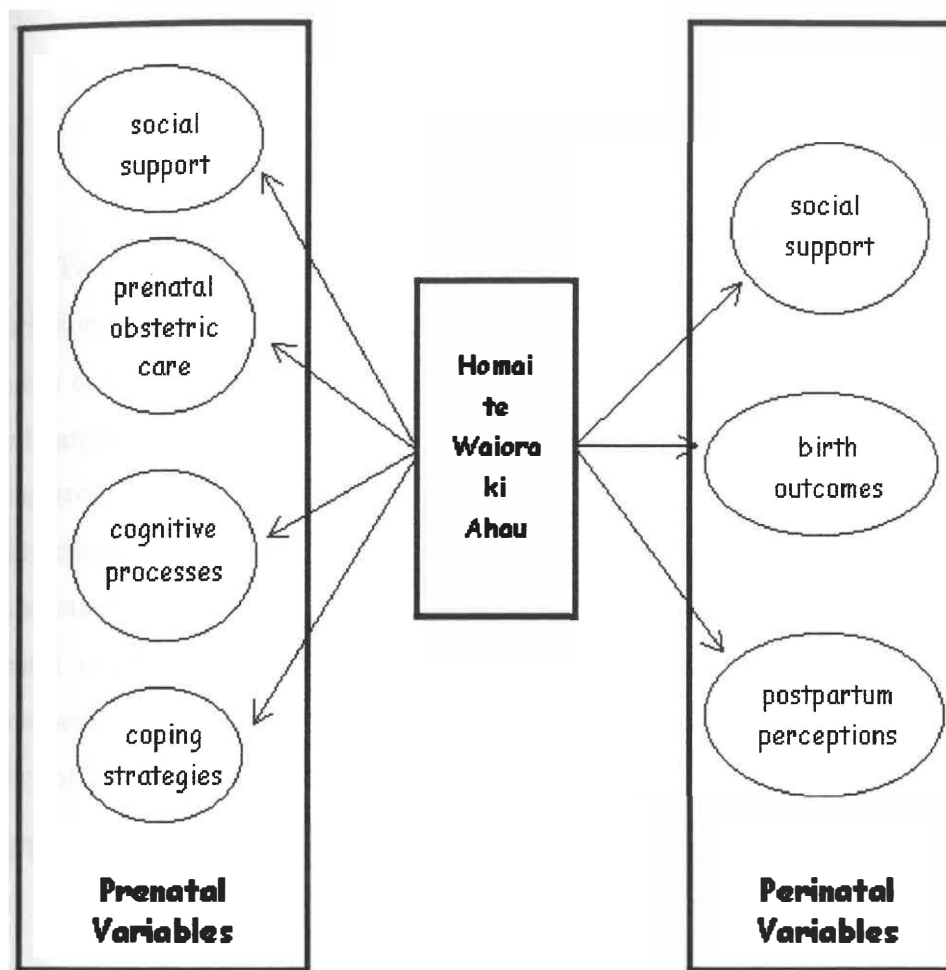 social
support
prenatal
obstetric
care
cognitive
processes
coping
strategies
Prenatal
Variables
Homai
te
Waiora
ki
Ahau
social
support
birth
outcomes
postpartum
perceptions
Perinatal
Variables